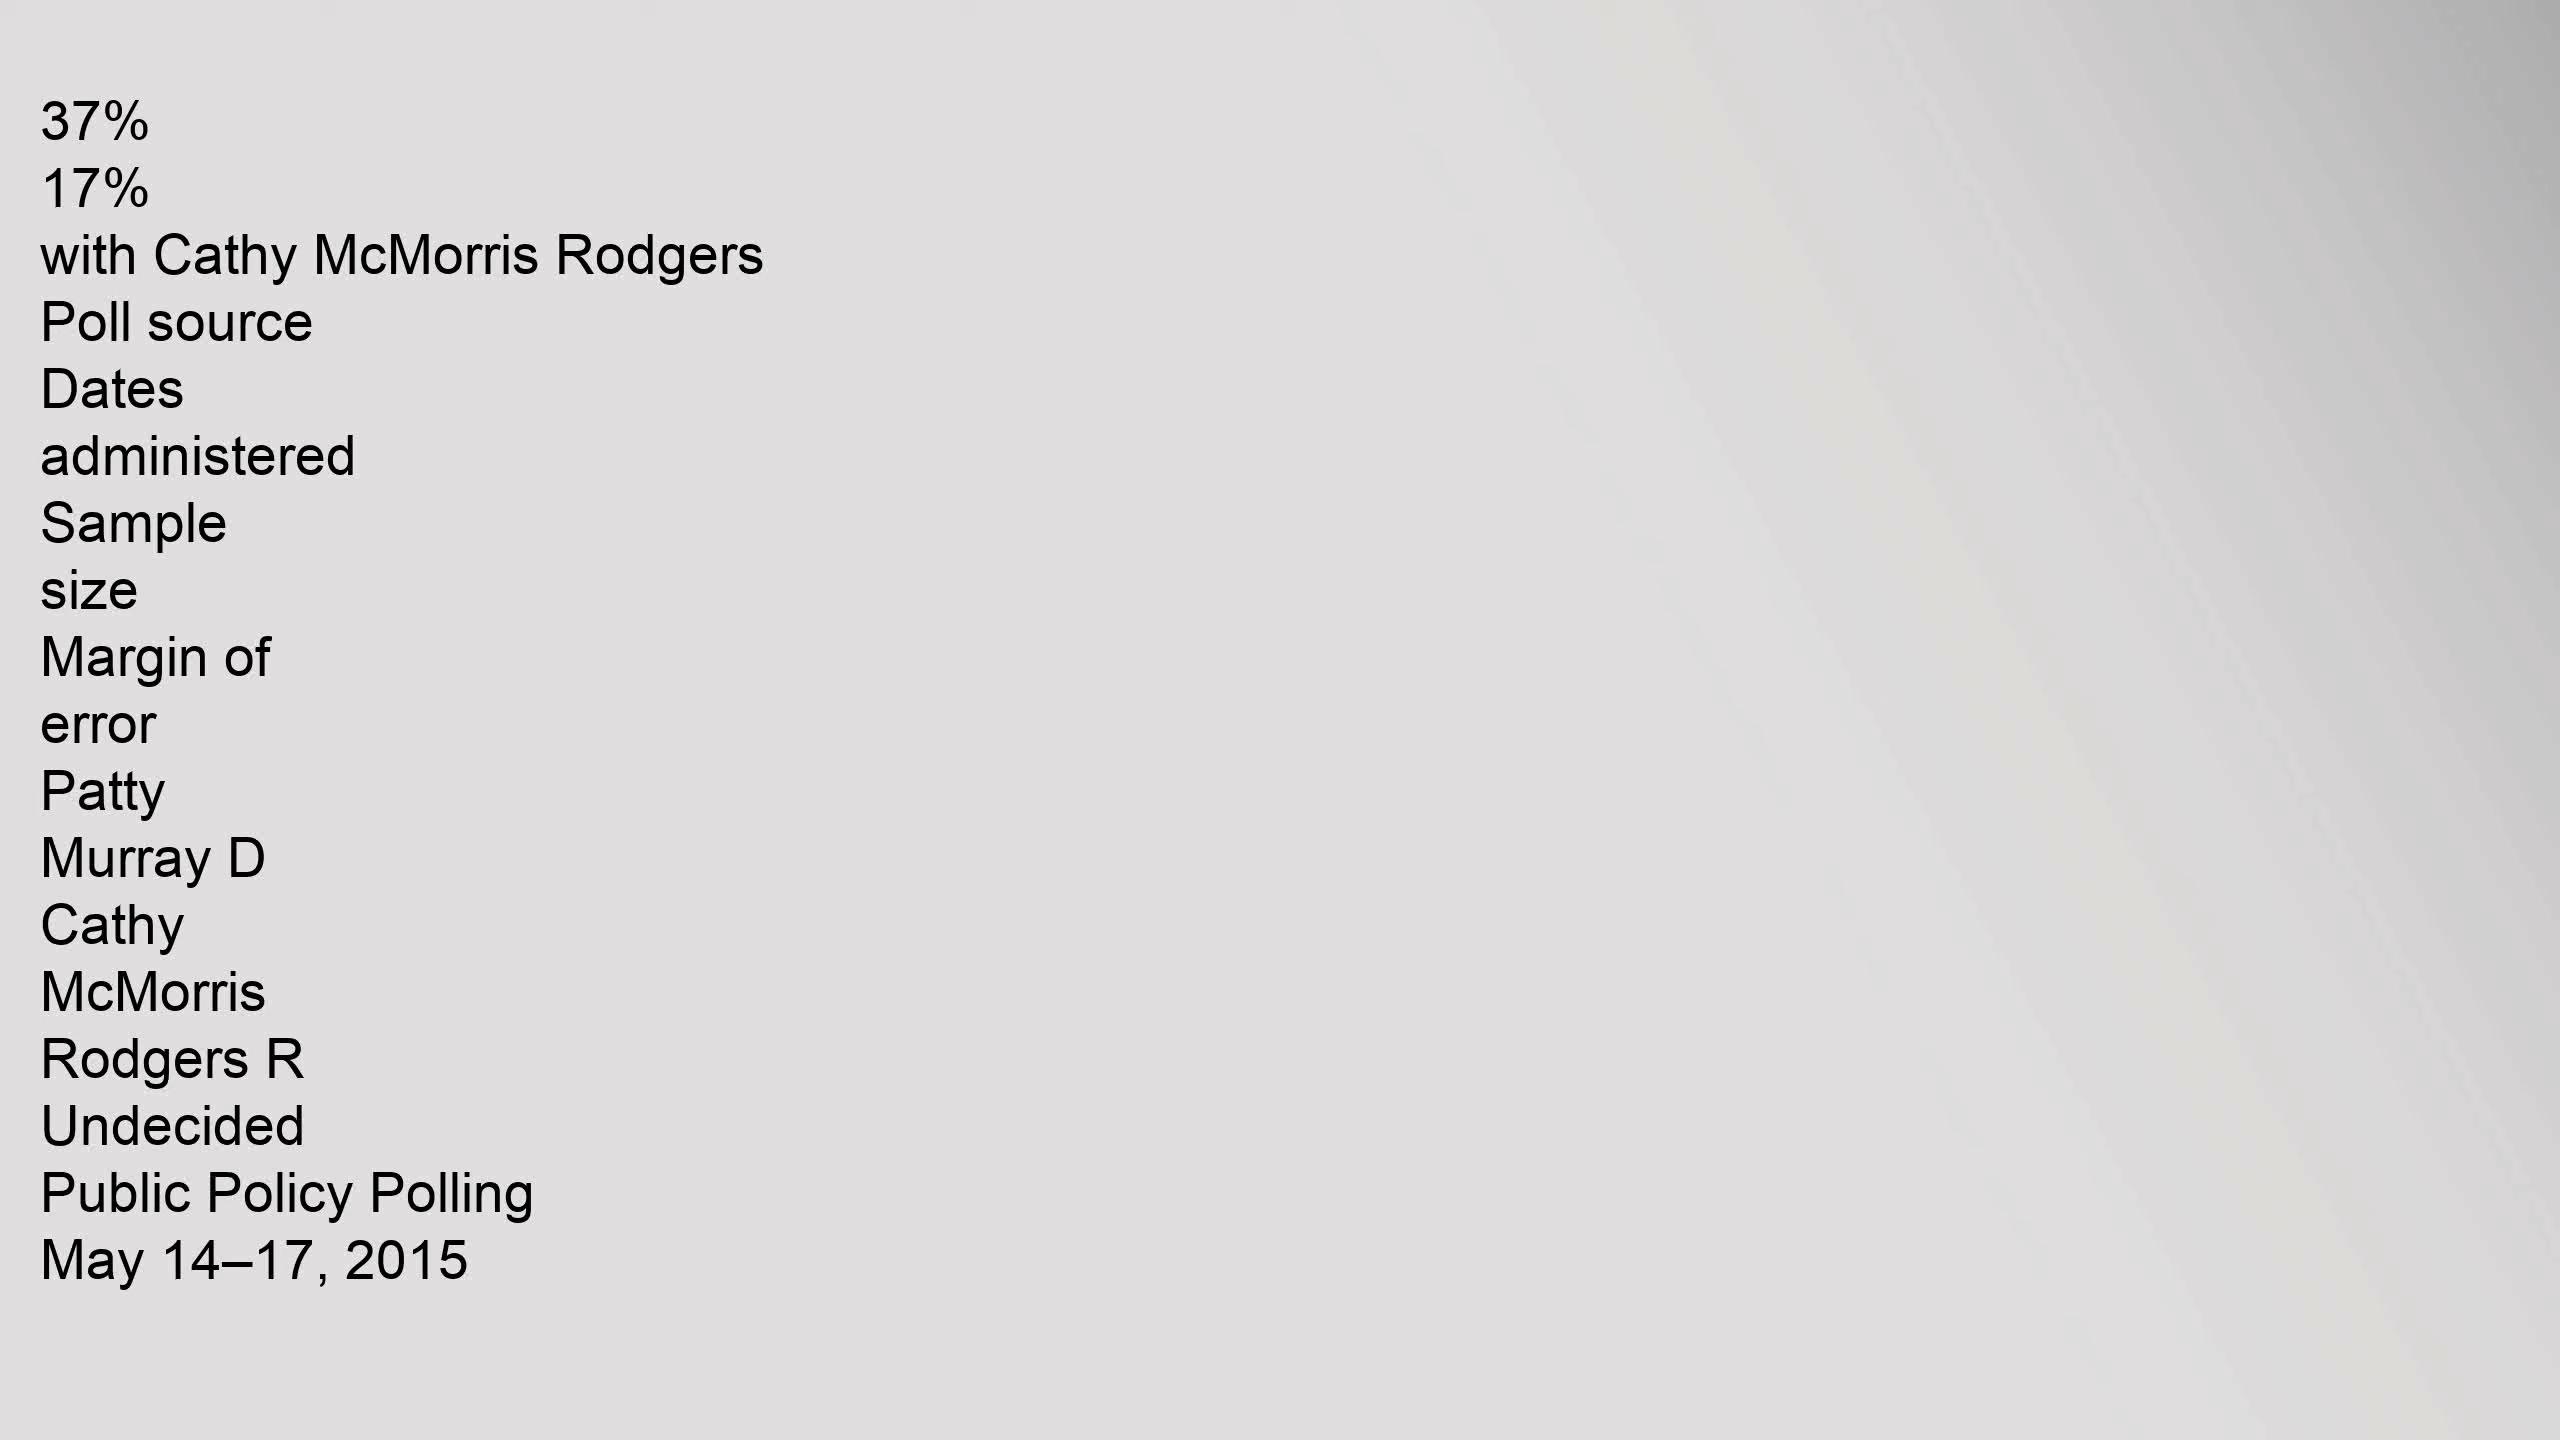 37%
17%
with Cathy McMorris Rodgers
Poll source
Dates
administered
Sample
size
Margin of
error
Patty
Murray D
Cathy
McMorris
Rodgers R
Undecided
Public Policy Polling
May 14–17, 2015